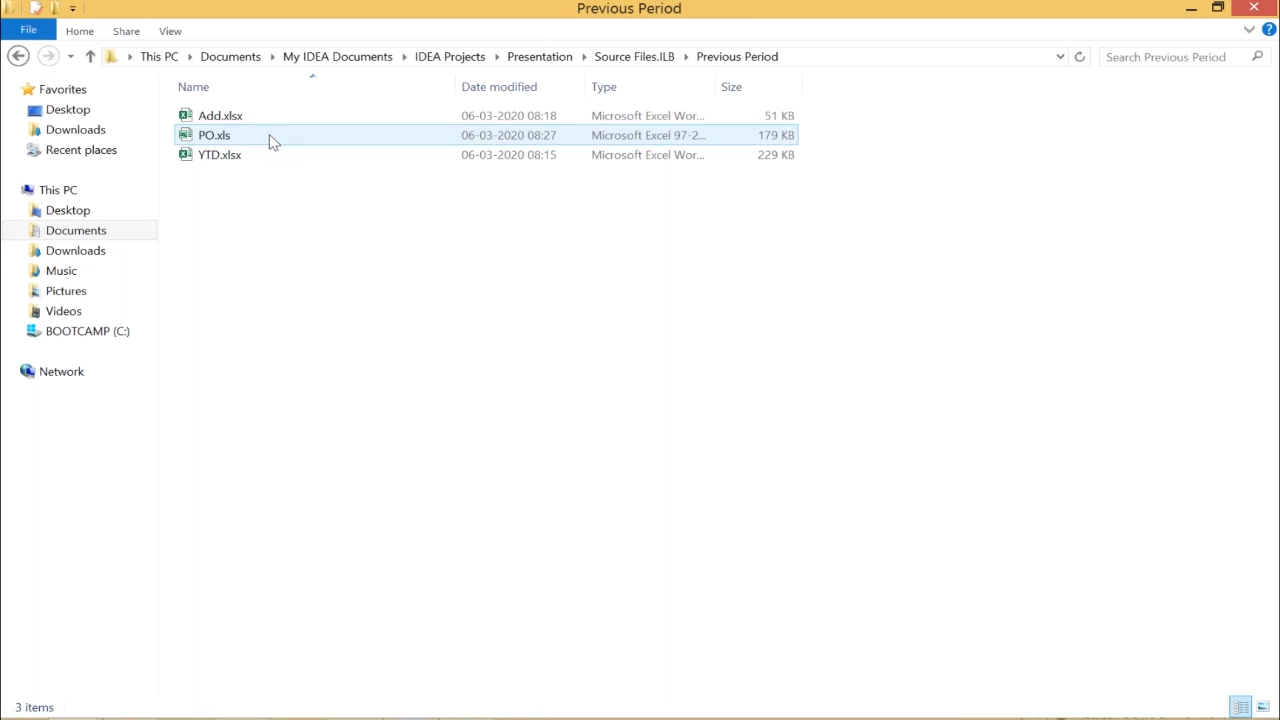 Previous Period
File Home Share View
This PC Documents My IDEA Documents IDEA Projects Presentation Source Files.ILB Previous Period Search Previous Period
Name Date modified Type Size
Add.xlsx 06-03-2020 08:18 Microsoft Excel Wor... 51 KB
PO.xls 06-03-2020 08:27 Microsoft Excel 97-2... 179 KB
YTD.xlsx 06-03-2020 08:15 Microsoft Excel Wor... 229 KB
Favorites
Desktop
Downloads
Recent places
This PC
Desktop
Documents
Downloads
Music
Pictures
Videos
BOOTCAMP (C:)
Network
3 items